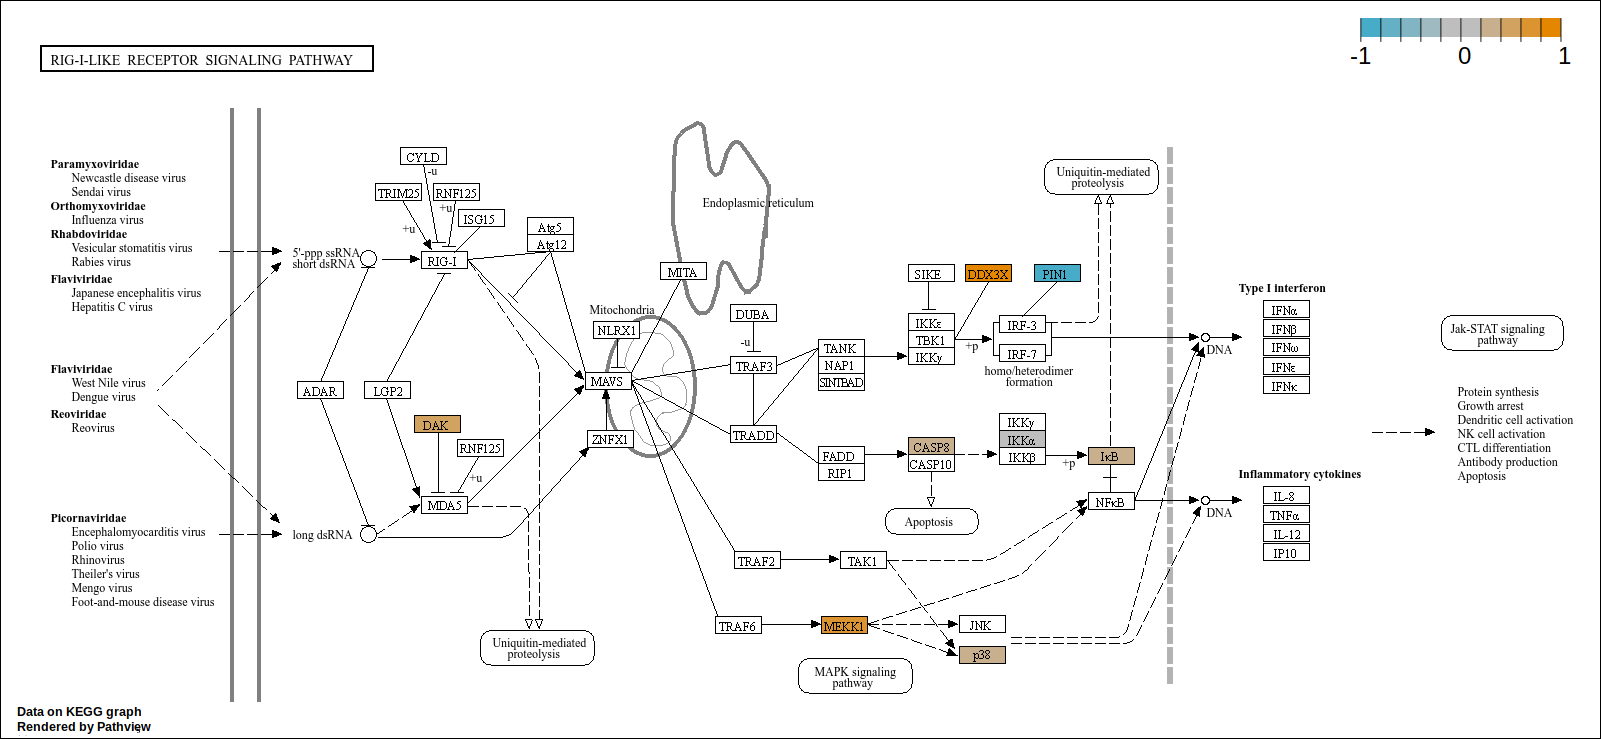 -1 0 1
RIG-I-LIKE RECEPTOR SIGNALING PATHWAY
Paramyxoviridae
Newcastle disease virus
Sendai virus
Orthomyxoviridae
Influenza virus
Rhabdoviridae
Vesicular stomatitis virus
Rabies virus
Flaviviridae
Japanese encephalitis virus
Hepatitis C virus
Flaviviridae
West Nile virus
Dengue virus
Reoviridae
Reovirus
Picornaviridae
Encephalomyocarditis virus
Polio virus
Rhinovirus
Theiler's virus
Mengo virus
Foot-and-mouse disease virus
5'-ppp ssRNA
short dsRNA
ADAR
long dsRNA
CYLD
-u
TRIM25
RNF125
+u
ISG15
+u
RIG-I
Atg5
Atg12
LGP2
DAK
RNF125
+u
MDA5
Uniquitin-mediated
proteolysis
Endoplasmic reticulum
MITA
Mitochondria
NLRX1
MAVS
ZNFX1
DUBA
-u
TRAF3
TRADD
TRAF2
TRAF6
TANK
NAP1
SINTBAD
FADD
RIP1
TAK1
MEKK1
MAPK signaling
pathway
SIKE
DDX3X
PIN1
IKKε
TBK1
IKKγ
+p
IRF-3
IRF-7
homo/heterodimer
formation
CASP8
CASP10
Apoptosis
IKKγ
IKKα
IKKβ
+p
IκB
NFκB
JNK
p38
Uniquitin-mediated
proteolysis
DNA
DNA
Type I interferon
IFNα
IFNβ
IFNω
IFNε
IFNκ
Inflammatory cytokines
IL-8
TNFα
IL-12
IP10
Jak-STAT signaling
pathway
Protein synthesis
Growth arrest
Dendritic cell activation
NK cell activation
CTL differentiation
Antibody production
Apoptosis
Data on KEGG graph
Rendered by Pathview